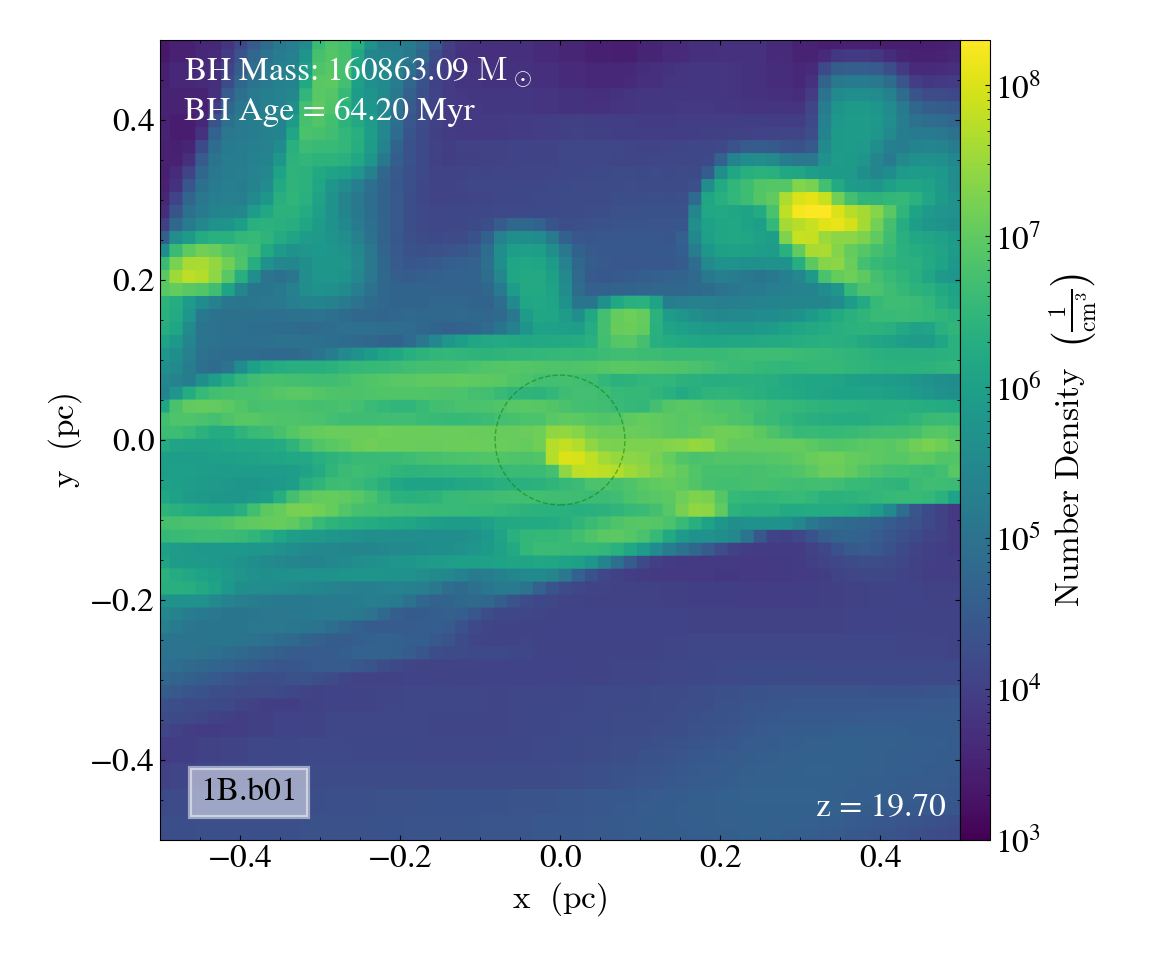 BH Mass: 160863.09 M⊙
BH Age = 64.20 Myr
0.4
0.2
0.0
−0.2
−0.4
y (pc)
1B.b01
z = 19.70
−0.4 −0.2 0.0 0.2 0.4
x (pc)
10⁸
10⁷
10⁶
10⁵
10⁴
10³
Number Density (1/cm³)